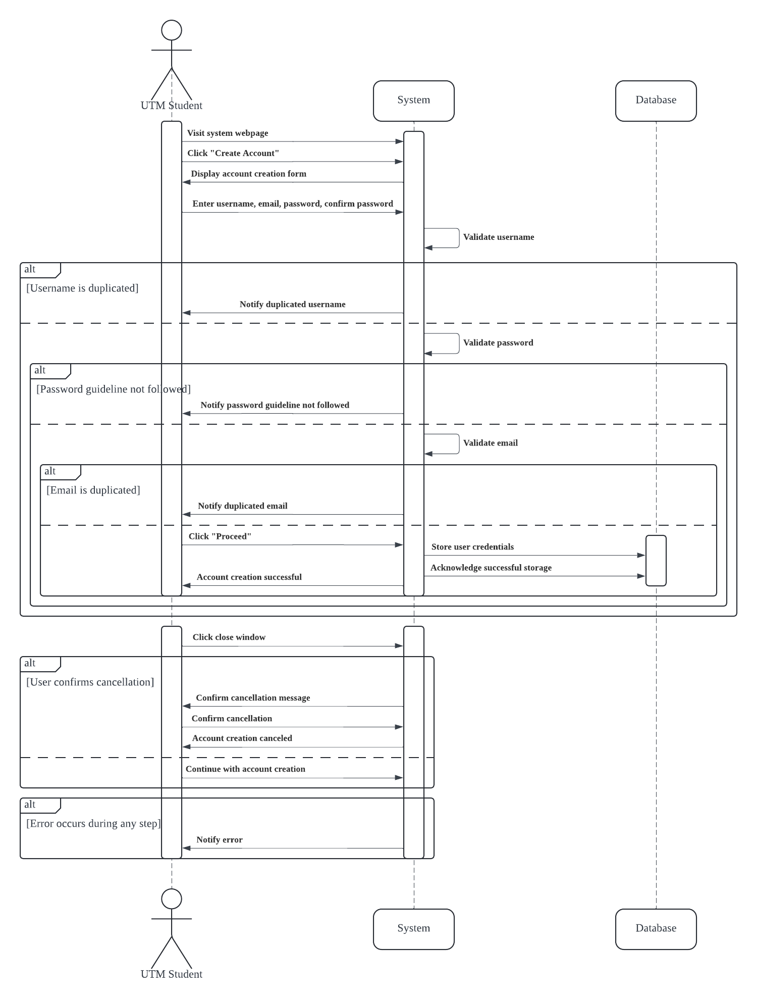 UTM Student
System
Database
Visit system webpage
Click "Create Account"
Display account creation form
Enter username, email, password, confirm password
Validate username
alt
[Username is duplicated]
Notify duplicated username
Validate password
alt
[Password guideline not followed]
Notify password guideline not followed
Validate email
alt
[Email is duplicated]
Notify duplicated email
Click "Proceed"
Store user credentials
Acknowledge successful storage
Account creation successful
Click close window
alt
[User confirms cancellation]
Confirm cancellation message
Confirm cancellation
Account creation canceled
Continue with account creation
alt
[Error occurs during any step]
Notify error
System
Database
UTM Student